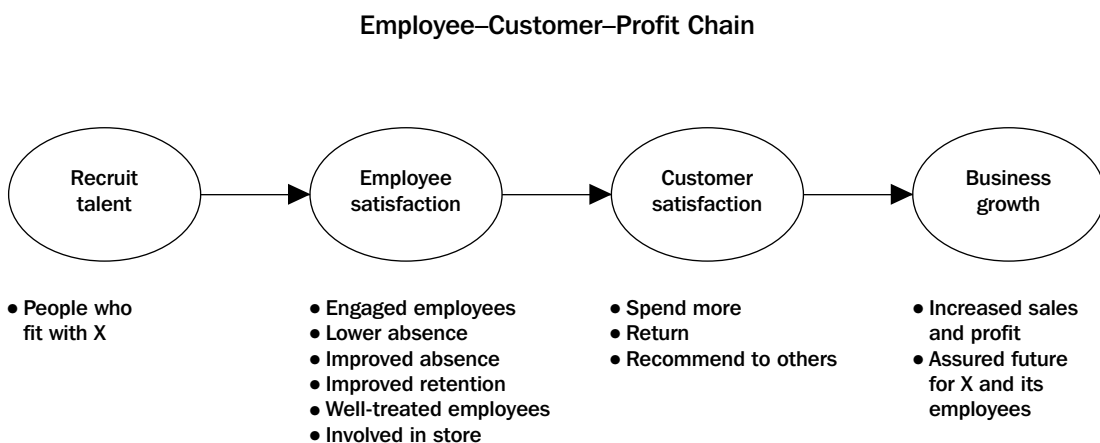 Employee–Customer–Profit Chain
Recruit
talent
Employee
satisfaction
Customer
satisfaction
Business
growth
• People who
fit with X
• Engaged employees
• Lower absence
• Improved absence
• Improved retention
• Well-treated employees
• Involved in store
• Spend more
• Return
• Recommend to others
• Increased sales
and profit
• Assured future
for X and its
employees